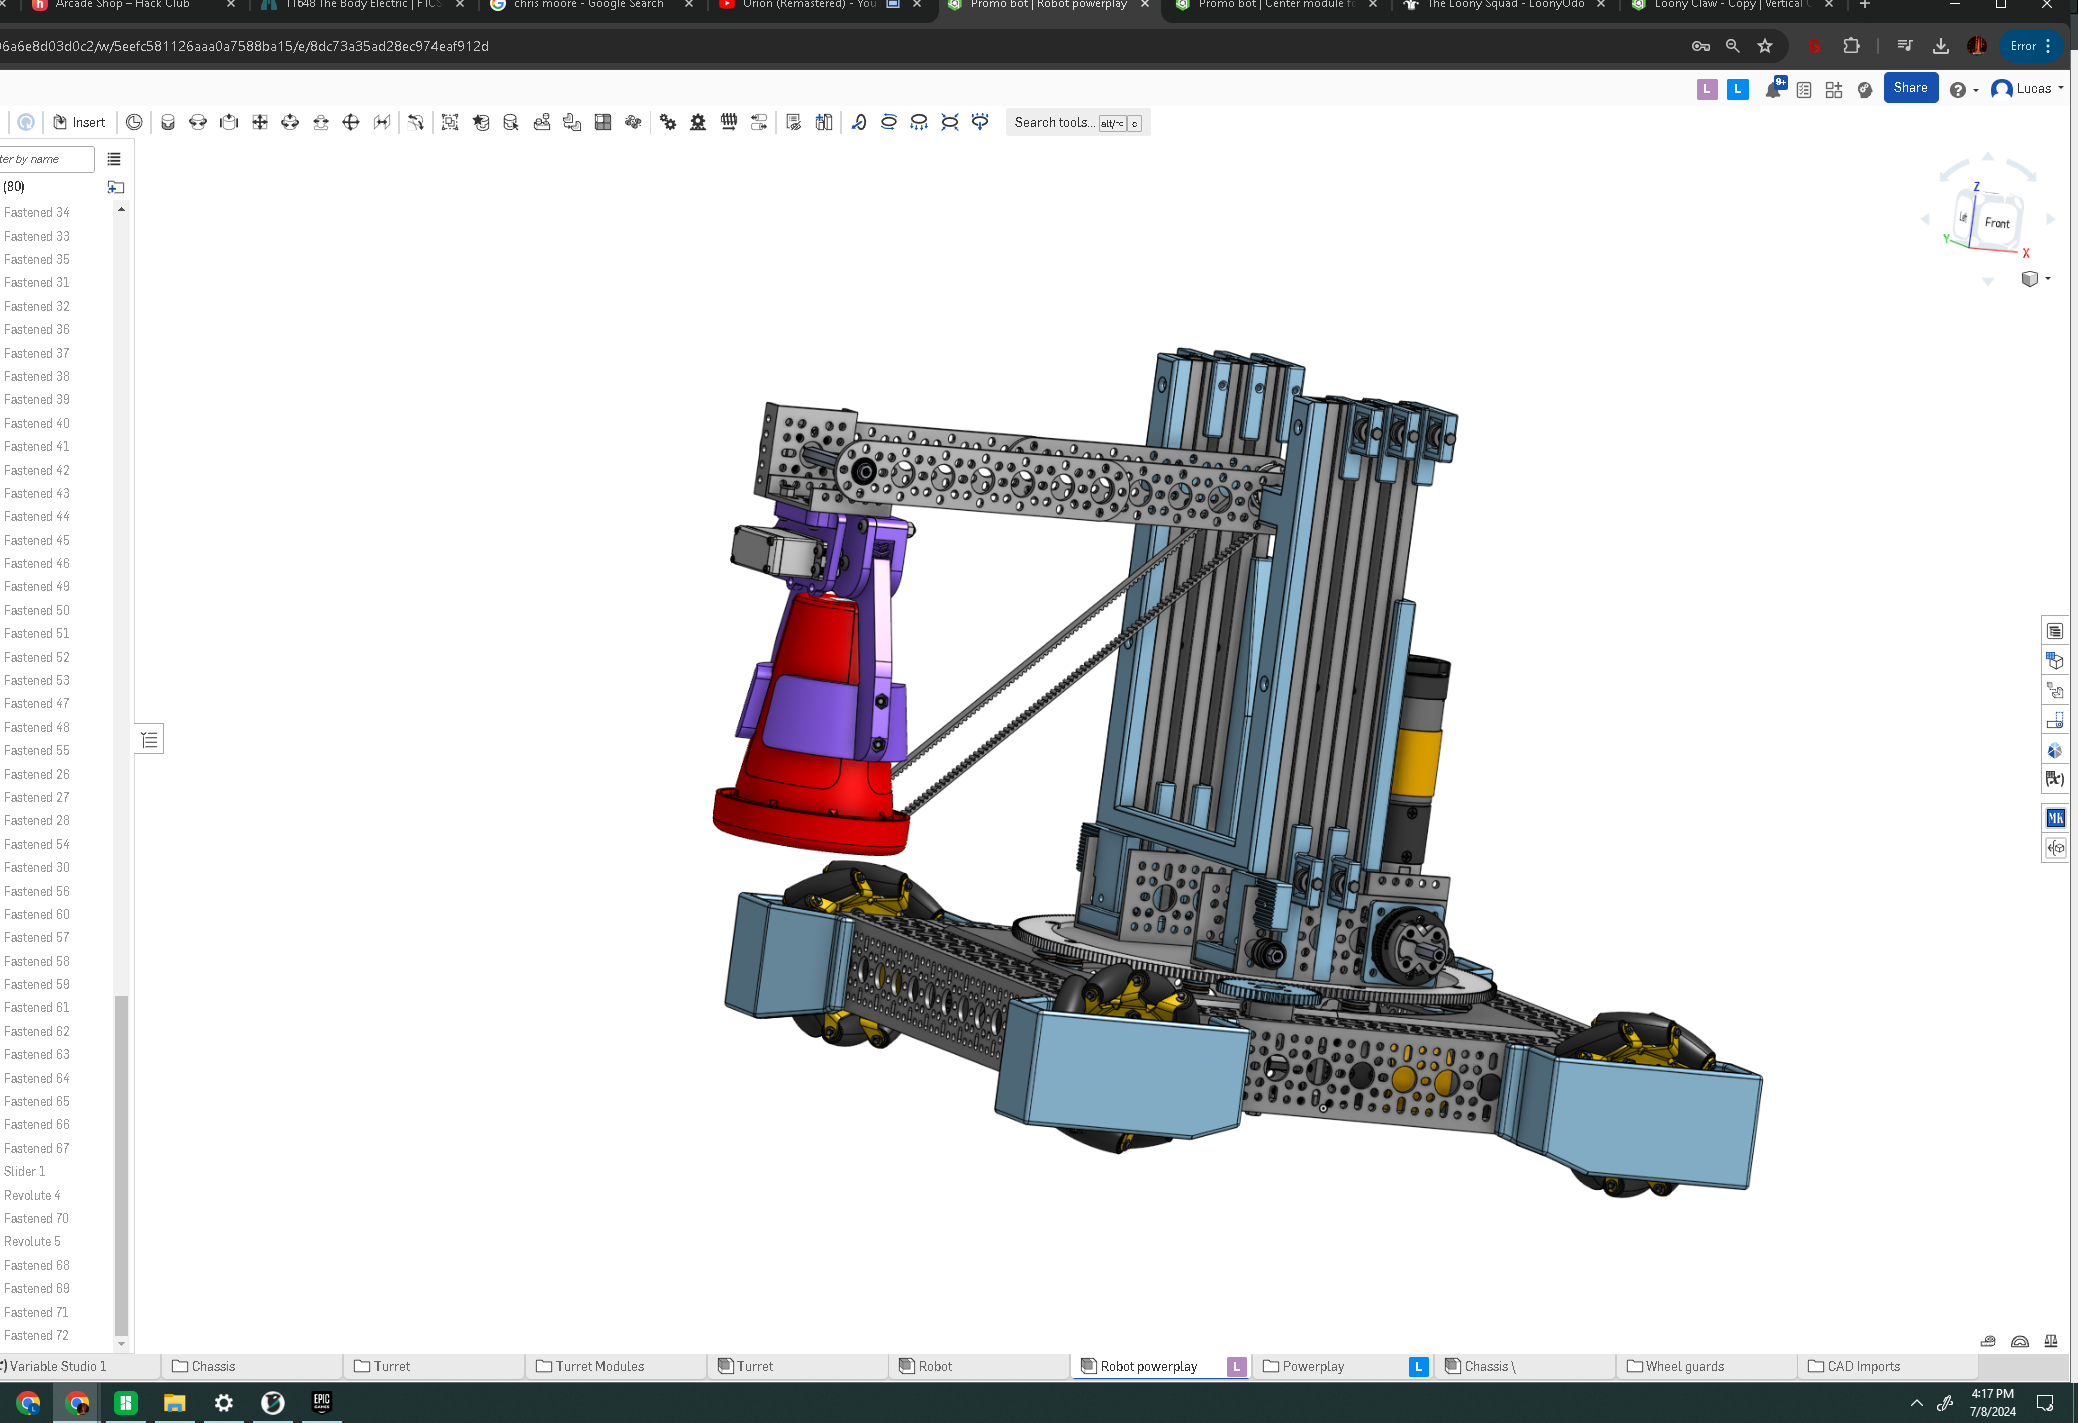 Arcade Shop – Hack Club
11648 The Body Electric | FTCS
chris moore - Google Search
Orion (Remastered) - You
Promo bot | Robot powerplay
Promo bot | Center module fo
The Loony Squad - LoonyUdo
Loony Claw - Copy | Vertical
06a6e8d03d0c2/w/5eefc581126aaa0a7588ba15/e/8dc73a35ad28ec974eaf912d
Error
L
L
9+
Share
Lucas
Insert
Search tools...
alt/⌥
c
ter by name
(80)
Fastened 34
Fastened 33
Fastened 35
Fastened 31
Fastened 32
Fastened 36
Fastened 37
Fastened 38
Fastened 39
Fastened 40
Fastened 41
Fastened 42
Fastened 43
Fastened 44
Fastened 45
Fastened 46
Fastened 49
Fastened 50
Fastened 51
Fastened 52
Fastened 53
Fastened 47
Fastened 48
Fastened 55
Fastened 26
Fastened 27
Fastened 28
Fastened 54
Fastened 30
Fastened 56
Fastened 60
Fastened 57
Fastened 58
Fastened 59
Fastened 61
Fastened 62
Fastened 63
Fastened 64
Fastened 65
Fastened 66
Fastened 67
Slider 1
Revolute 4
Fastened 70
Revolute 5
Fastened 68
Fastened 69
Fastened 71
Fastened 72
Z
Left
Front
Y
X
MK
Variable Studio 1
Chassis
Turret
Turret Modules
Turret
Robot
Robot powerplay
L
Powerplay
L
Chassis \
Wheel guards
CAD Imports
EPIC
GAMES
4:17 PM
7/8/2024